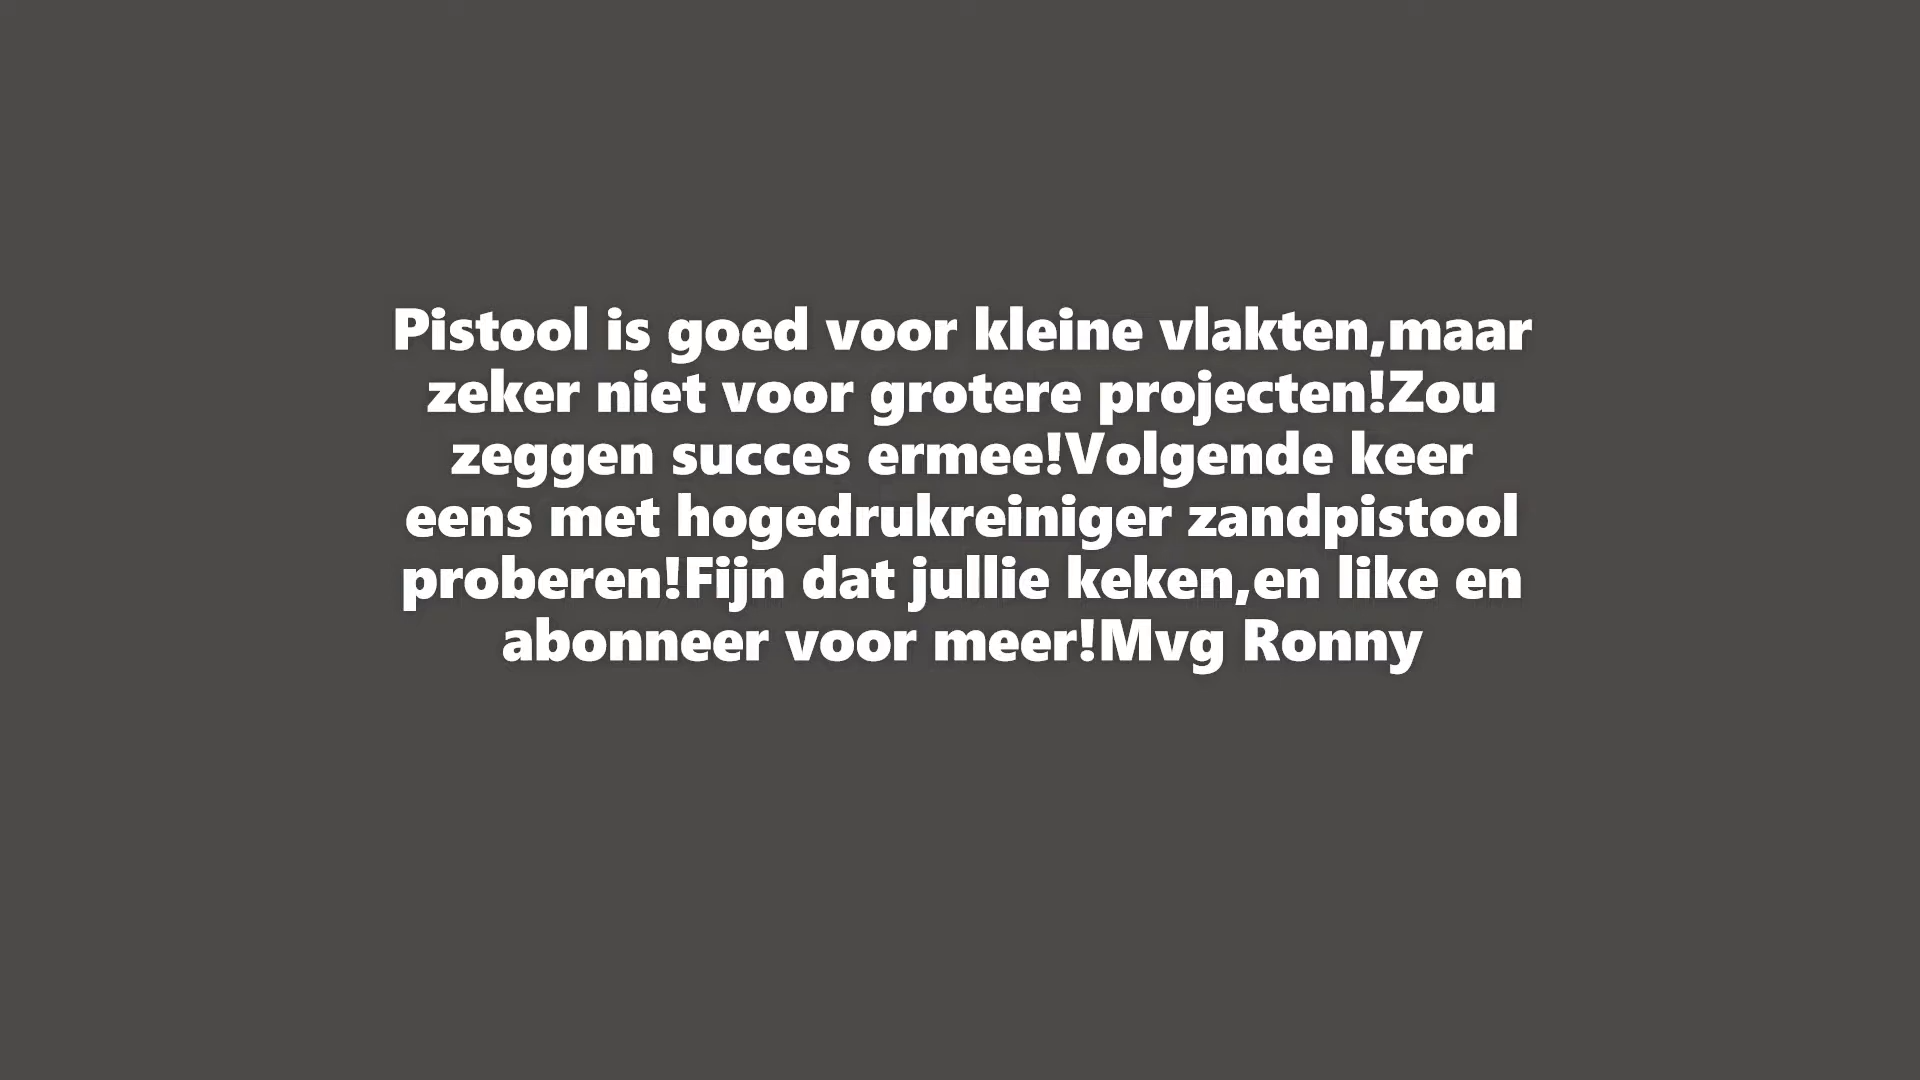 Pistool is goed voor kleine vlakten,maar
zeker niet voor grotere projecten!Zou
zeggen succes ermee!Volgende keer
eens met hogedrukreiniger zandpistool
proberen!Fijn dat jullie keken,en like en
abonneer voor meer!Mvg Ronny